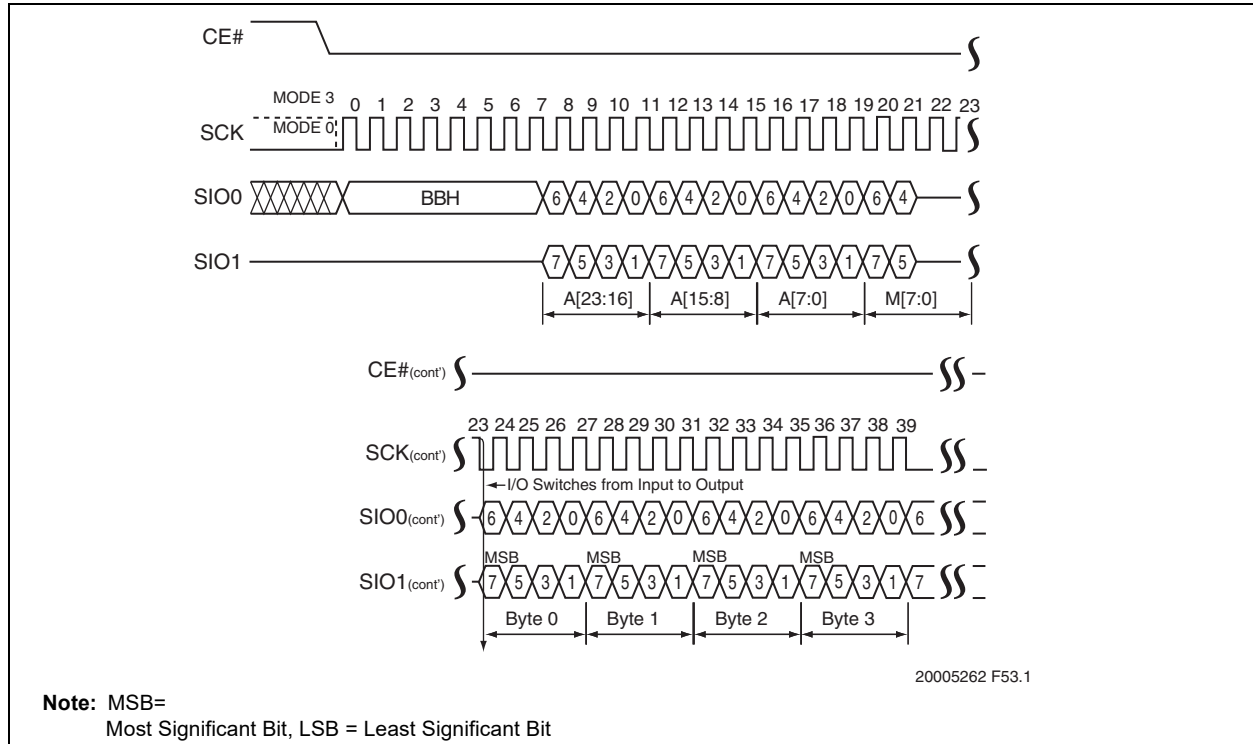 CE#
MODE 3
0 1 2 3 4 5 6 7 8 9 10 11 12 13 14 15 16 17 18 19 20 21 22 23
SCK
MODE 0
SIO0
BBH
6 4 2 0 6 4 2 0 6 4 2 0 6 4
SIO1
7 5 3 1 7 5 3 1 7 5 3 1 7 5
A[23:16] A[15:8] A[7:0] M[7:0]
CE#(cont')
23 24 25 26 27 28 29 30 31 32 33 34 35 36 37 38 39
SCK(cont')
I/O Switches from Input to Output
SIO0(cont')
6 4 2 0 6 4 2 0 6 4 2 0 6 4 2 0 6
MSB MSB MSB MSB
SIO1(cont')
7 5 3 1 7 5 3 1 7 5 3 1 7 5 3 1 7
Byte 0 Byte 1 Byte 2 Byte 3
20005262 F53.1
Note: MSB=
Most Significant Bit, LSB = Least Significant Bit